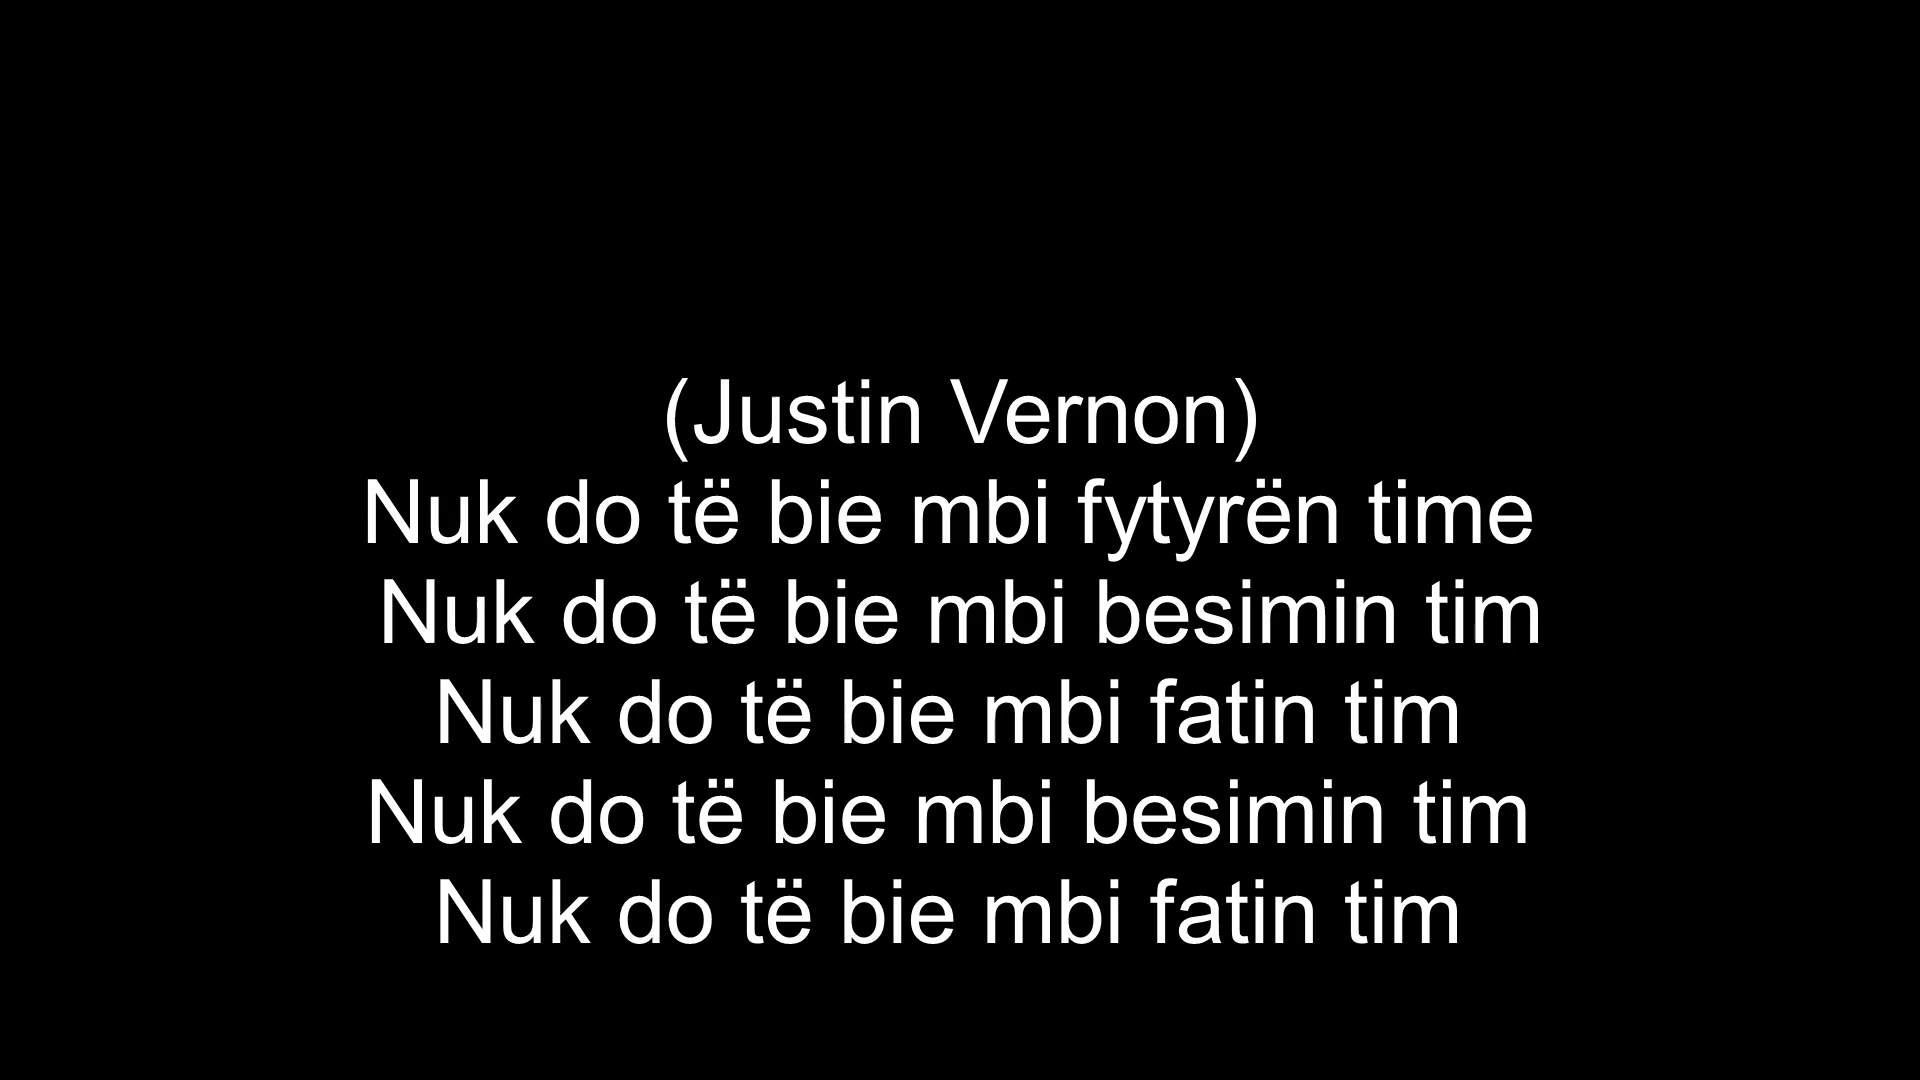 (Justin Vernon)
Nuk do të bie mbi fytyrën time
Nuk do të bie mbi besimin tim
Nuk do të bie mbi fatin tim
Nuk do të bie mbi besimin tim
Nuk do të bie mbi fatin tim